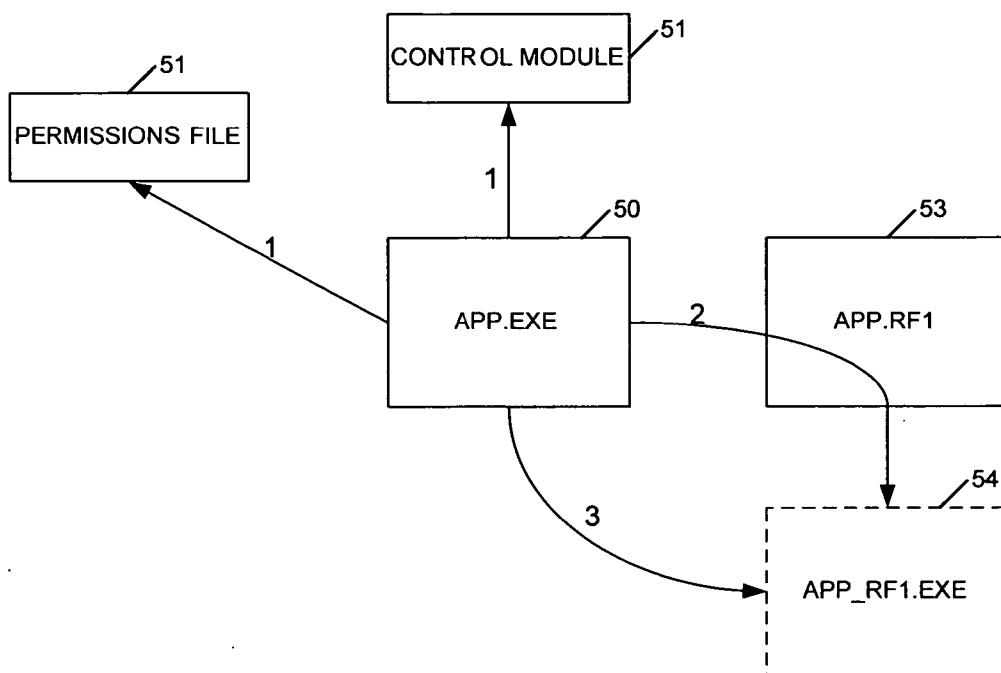 51
CONTROL MODULE
51
PERMISSIONS FILE
1
1
50
53
APP.EXE
2
APP.RF1
54
3
APP_RF1.EXE